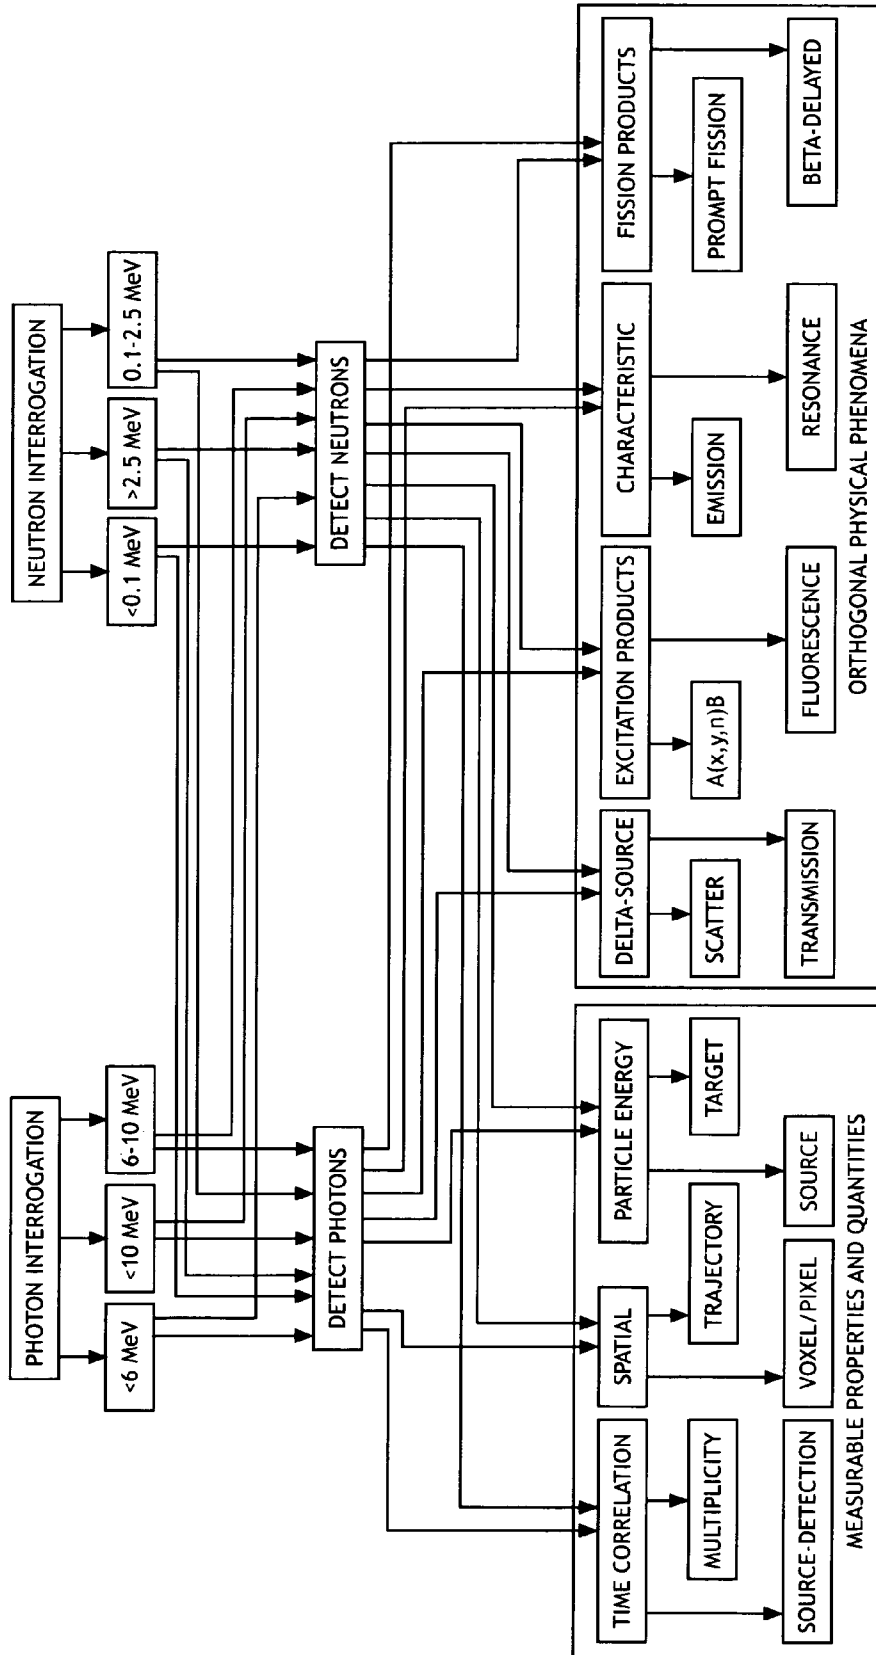 PHOTON INTERROGATION
NEUTRON INTERROGATION
<6 MeV
<10 MeV
6-10 MeV
<0.1 MeV
>2.5 MeV
0.1-2.5 MeV
DETECT PHOTONS
DETECT NEUTRONS
TIME CORRELATION
SPATIAL
PARTICLE ENERGY
DELTA-SOURCE
EXCITATION PRODUCTS
CHARACTERISTIC
FISSION PRODUCTS
MULTIPLICITY
TRAJECTORY
TARGET
SCATTER
A(x,y,n)B
EMISSION
PROMPT FISSION
SOURCE-DETECTION
VOXEL/PIXEL
SOURCE
TRANSMISSION
FLUORESCENCE
RESONANCE
BETA-DELAYED
MEASURABLE PROPERTIES AND QUANTITIES
ORTHOGONAL PHYSICAL PHENOMENA